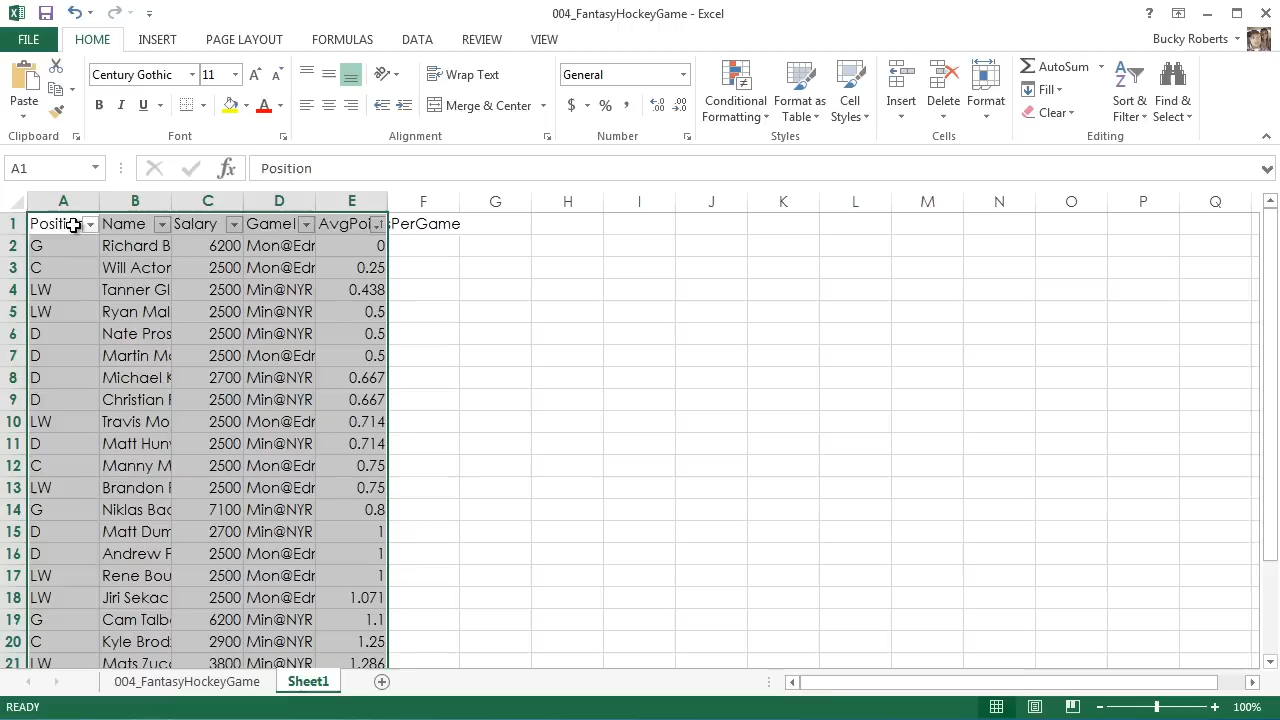 004_FantasyHockeyGame - Excel
FILE HOME INSERT PAGE LAYOUT FORMULAS DATA REVIEW VIEW Bucky Roberts
Paste
Clipboard
Century Gothic 11
B I U
Font
Wrap Text
Merge & Center
Alignment
General
$ % ,
Number
Conditional Formatting
Format as Table
Cell Styles
Styles
Insert
Delete
Format
Cells
AutoSum
Fill
Clear
Sort & Filter
Find & Select
Editing
A1 fx Position
A B C D E F G H I J K L M N O P Q
1 Name Salary GameI
2 G Richard B 6200 Mon@Edr 0
3 C Will Actor 2500 Mon@Edr 0.25
4 LW Tanner Gl 2500 Min@NYR 0.438
5 LW Ryan Mal 2500 Min@NYR 0.5
6 D Nate Pros 2500 Min@NYR 0.5
7 D Martin Ma 2500 Mon@Edr 0.5
8 D Michael K 2700 Min@NYR 0.667
9 D Christian F 2500 Min@NYR 0.667
10 LW Travis Mo 2500 Min@NYR 0.714
11 D Matt Hun 2500 Min@NYR 0.714
12 C Manny M 2500 Mon@Edr 0.75
13 LW Brandon P 2500 Mon@Edr 0.75
14 G Niklas Bac 7100 Min@NYR 0.8
15 D Matt Dum 2700 Min@NYR 1
16 D Andrew F 2500 Mon@Edr 1
17 LW Rene Bou 2500 Mon@Edr 1
18 LW Jiri Sekac 2500 Mon@Edr 1.071
19 G Cam Talb 6200 Min@NYR 1.1
20 C Kyle Brod 2900 Min@NYR 1.25
21 LW Mats Zucc 3800 Min@NYR 1.286
004_FantasyHockeyGame Sheet1
READY 100%